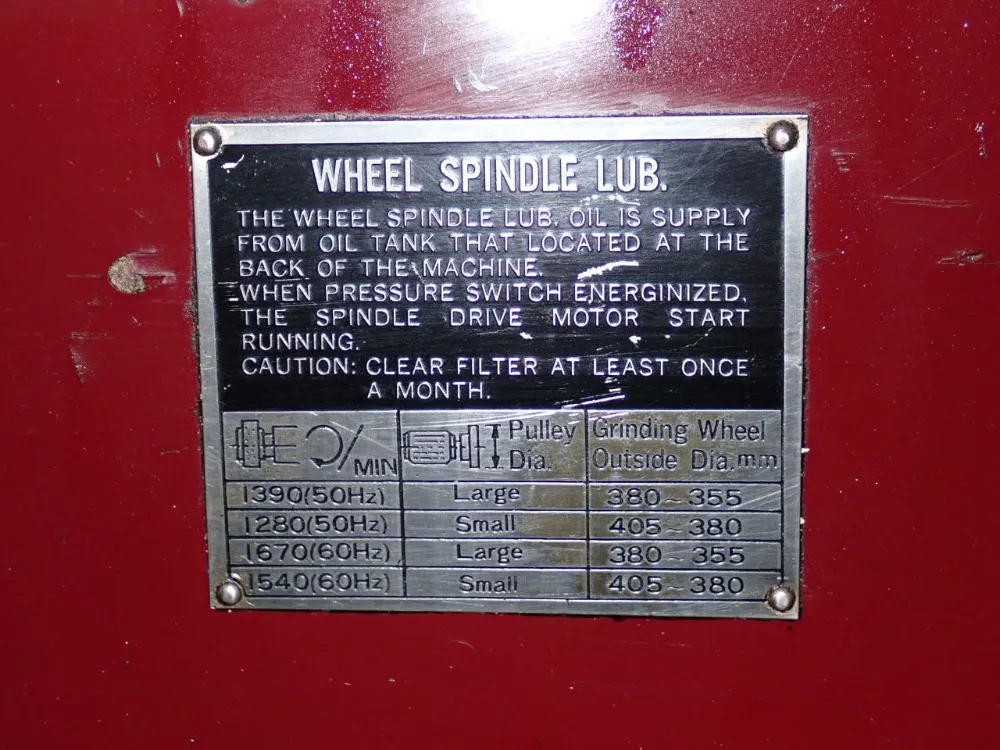 WHEEL SPINDLE LUB.
THE WHEEL SPINDLE LUB. OIL IS SUPPLY
FROM OIL TANK THAT LOCATED AT THE
BACK OF THE MACHINE.
WHEN PRESSURE SWITCH ENERGINIZED,
THE SPINDLE DRIVE MOTOR START
RUNNING.
CAUTION: CLEAR FILTER AT LEAST ONCE
A MONTH.
/MIN Pulley Dia. Grinding Wheel Outside Dia.mm
1390(50Hz) Large 380~355
1280(50Hz) Small 405~380
1670(60Hz) Large 380~355
1540(60Hz) Small 405~380